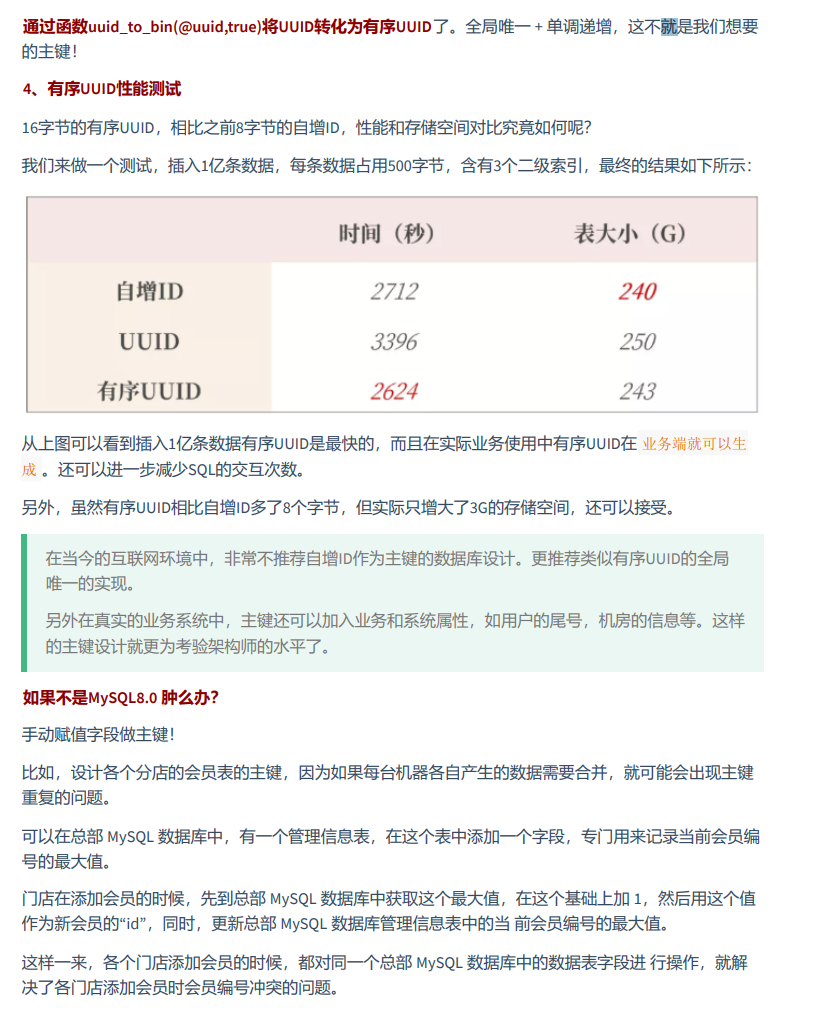 通过函数uuid_to_bin(@uuid,true)将UUID转化为有序UUID了。全局唯一 + 单调递增，这不就是我们想要
的主键！
4、有序UUID性能测试
16字节的有序UUID，相比之前8字节的自增ID，性能和存储空间对比究竟如何呢？
我们来做一个测试，插入1亿条数据，每条数据占用500字节，含有3个二级索引，最终的结果如下所示：
时间（秒） 表大小（G）
自增ID 2712 240
UUID 3396 250
有序UUID 2624 243
从上图可以看到插入1亿条数据有序UUID是最快的，而且在实际业务使用中有序UUID在 业务端就可以生
成 。还可以进一步减少SQL的交互次数。
另外，虽然有序UUID相比自增ID多了8个字节，但实际只增大了3G的存储空间，还可以接受。
在当今的互联网环境中，非常不推荐自增ID作为主键的数据库设计。更推荐类似有序UUID的全局
唯一的实现。
另外在真实的业务系统中，主键还可以加入业务和系统属性，如用户的尾号，机房的信息等。这样
的主键设计就更为考验架构师的水平了。
如果不是MySQL8.0 肿么办？
手动赋值字段做主键！
比如，设计各个分店的会员表的主键，因为如果每台机器各自产生的数据需要合并，就可能会出现主键
重复的问题。
可以在总部 MySQL 数据库中，有一个管理信息表，在这个表中添加一个字段，专门用来记录当前会员编
号的最大值。
门店在添加会员的时候，先到总部 MySQL 数据库中获取这个最大值，在这个基础上加 1，然后用这个值
作为新会员的“id”，同时，更新总部 MySQL 数据库管理信息表中的当 前会员编号的最大值。
这样一来，各个门店添加会员的时候，都对同一个总部 MySQL 数据库中的数据表字段进 行操作，就解
决了各门店添加会员时会员编号冲突的问题。